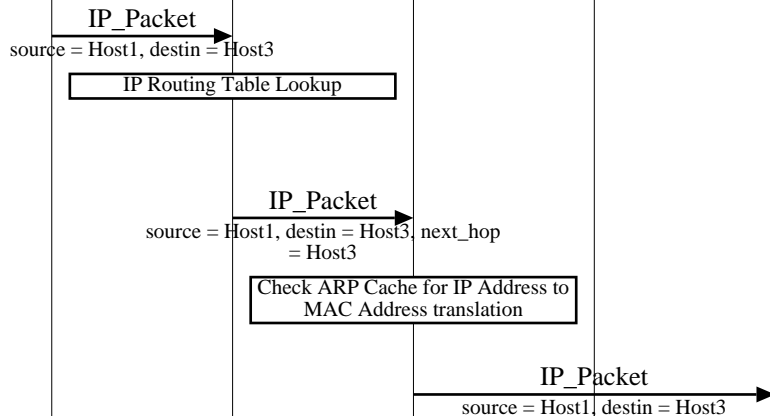 IP_Packet
source = Host1, destin = Host3
IP Routing Table Lookup
IP_Packet
source = Host1, destin = Host3, next_hop
= Host3
Check ARP Cache for IP Address to
MAC Address translation
IP_Packet
source = Host1, destin = Host3